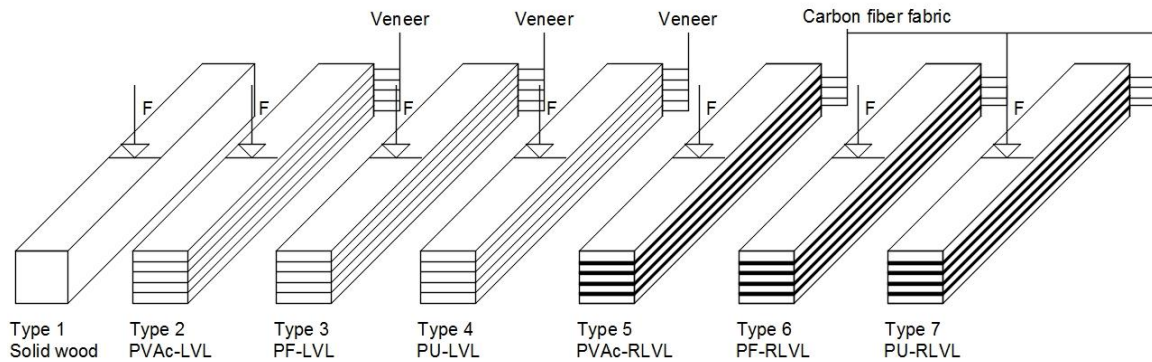 Veneer
Veneer
Veneer
Carbon fiber fabric
F
F
F
F
F
F
F
Type 1
Solid wood
Type 2
PVAc-LVL
Type 3
PF-LVL
Type 4
PU-LVL
Type 5
PVAc-RLVL
Type 6
PF-RLVL
Type 7
PU-RLVL